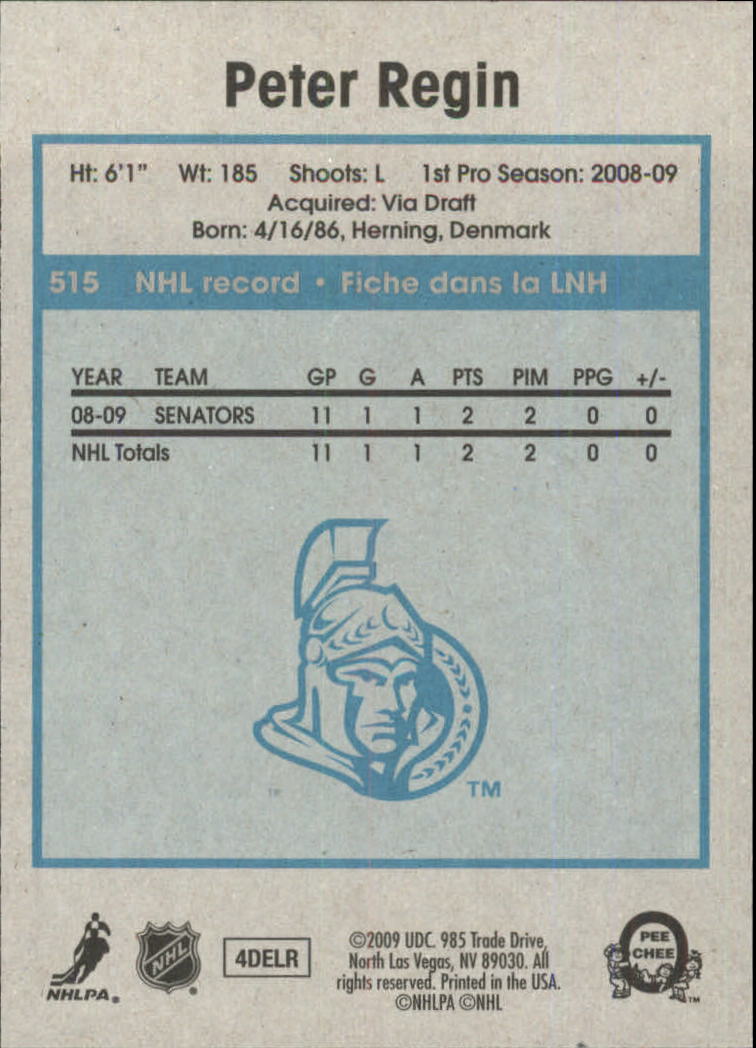 Peter Regin
Ht: 6'1" Wt: 185 Shoots: L 1st Pro Season: 2008-09
Acquired: Via Draft
Born: 4/16/86, Herning, Denmark
515 NHL record • Fiche dans la LNH
YEAR TEAM GP G A PTS PIM PPG +/-
08-09 SENATORS 11 1 1 2 2 0 0
NHL Totals 11 1 1 2 2 0 0
TM
NHLPA®
NHL
4DELR
©2009 UDC. 985 Trade Drive,
North Las Vegas, NV 89030. All
rights reserved. Printed in the USA.
©NHLPA ©NHL
O
PEE
CHEE
TM